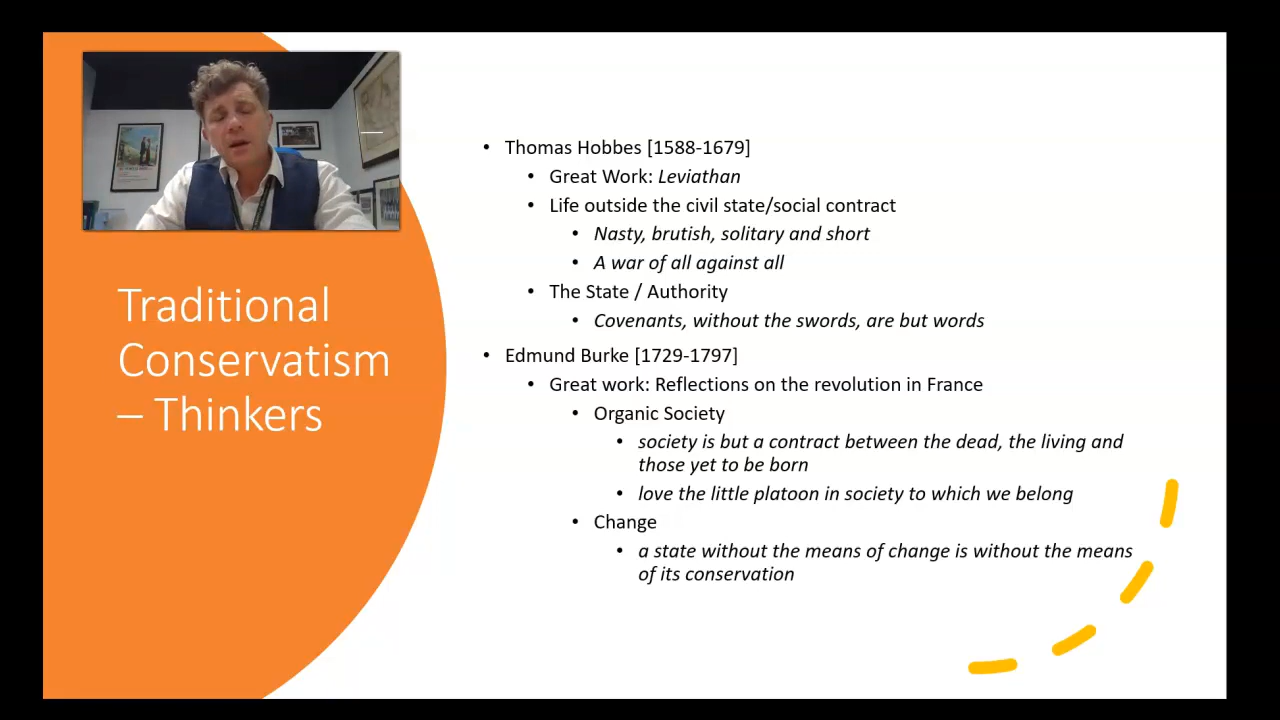 Traditional
Conservatism
– Thinkers
• Thomas Hobbes [1588-1679]
• Great Work: Leviathan
• Life outside the civil state/social contract
• Nasty, brutish, solitary and short
• A war of all against all
• The State / Authority
• Covenants, without the swords, are but words
• Edmund Burke [1729-1797]
• Great work: Reflections on the revolution in France
• Organic Society
• society is but a contract between the dead, the living and
those yet to be born
• love the little platoon in society to which we belong
• Change
• a state without the means of change is without the means
of its conservation